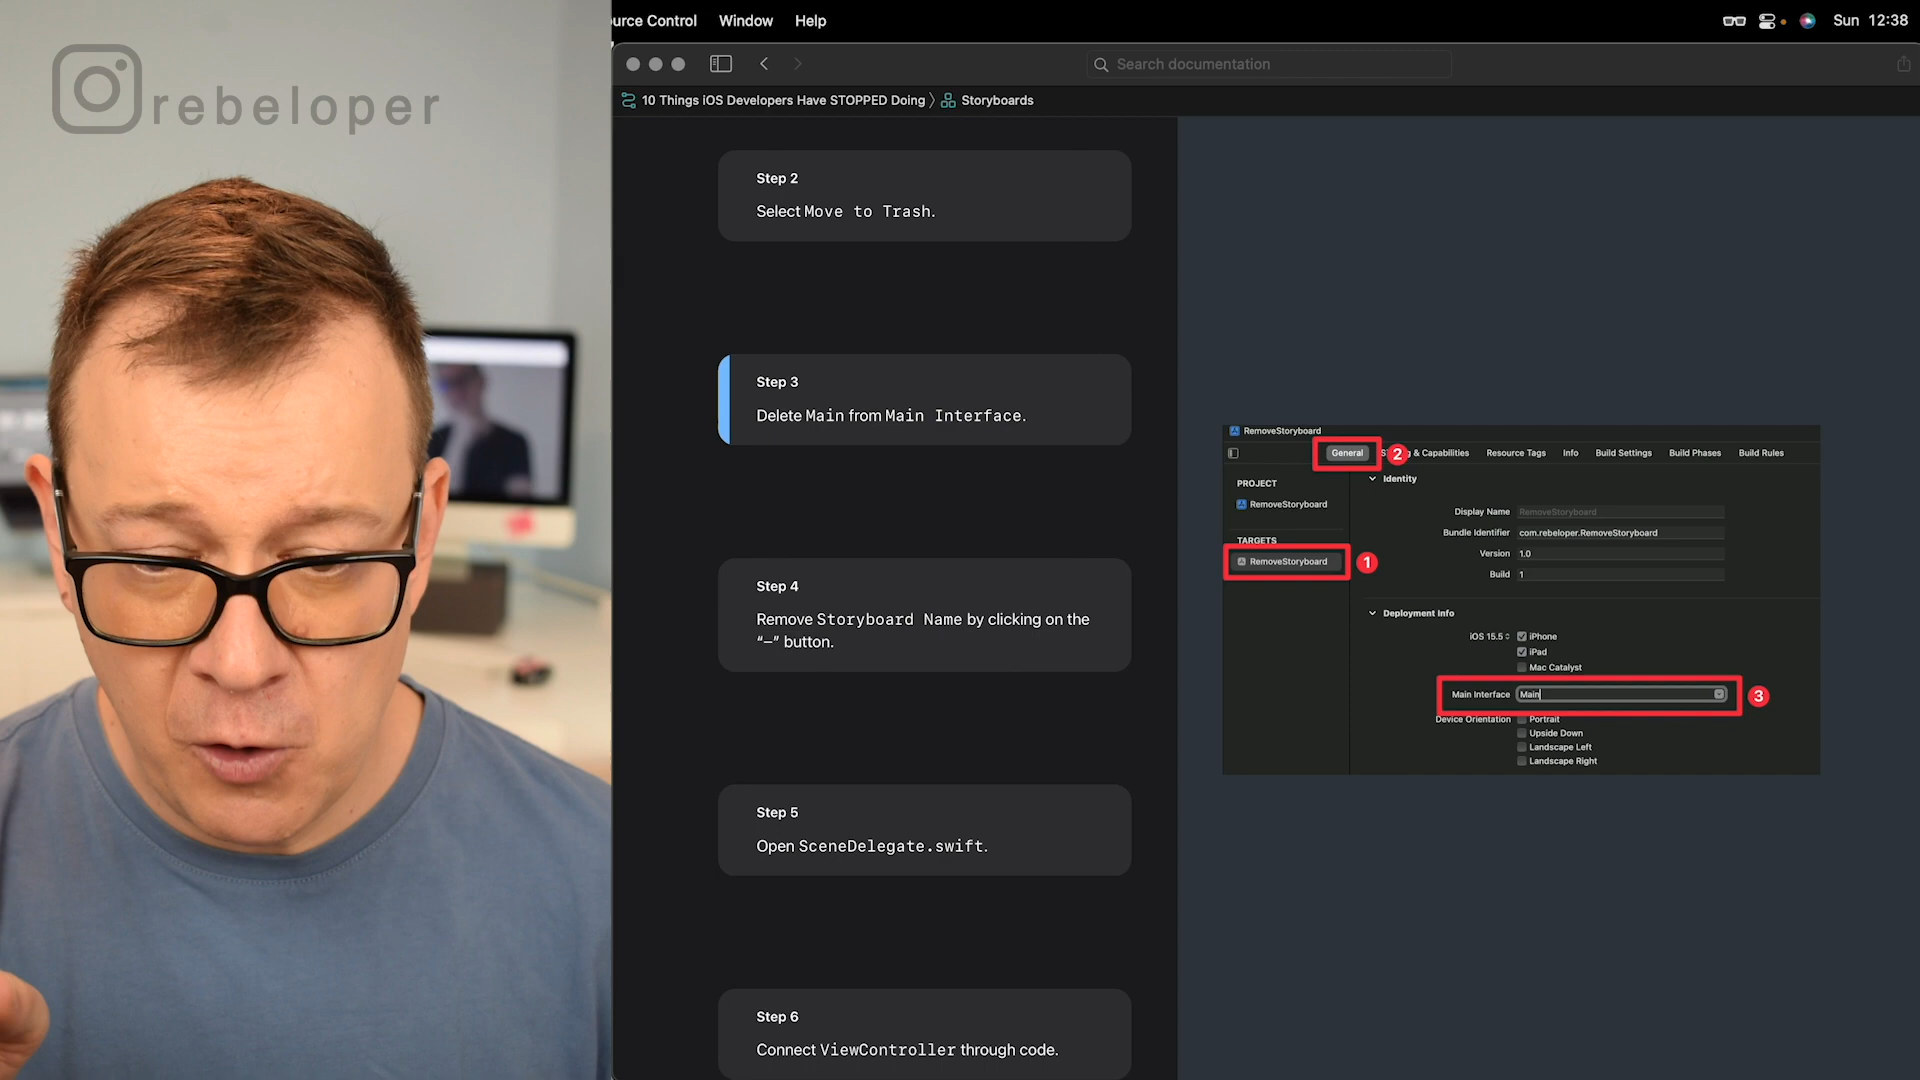 urce Control Window Help
Sun 12:38
rebeloper
Search documentation
10 Things iOS Developers Have STOPPED Doing 〉 Storyboards
Step 2
Select Move to Trash.
Step 3
Delete Main from Main Interface.
Step 4
Remove Storyboard Name by clicking on the
“–” button.
Step 5
Open SceneDelegate.swift.
Step 6
Connect ViewController through code.
RemoveStoryboard
General 2 & Capabilities Resource Tags Info Build Settings Build Phases Build Rules
PROJECT
RemoveStoryboard
TARGETS
RemoveStoryboard 1
Identity
Display Name RemoveStoryboard
Bundle Identifier com.rebeloper.RemoveStoryboard
Version 1.0
Build 1
Deployment Info
iOS 15.5 iPhone
iPad
Mac Catalyst
Main Interface Main 3
Device Orientation Portrait
Upside Down
Landscape Left
Landscape Right